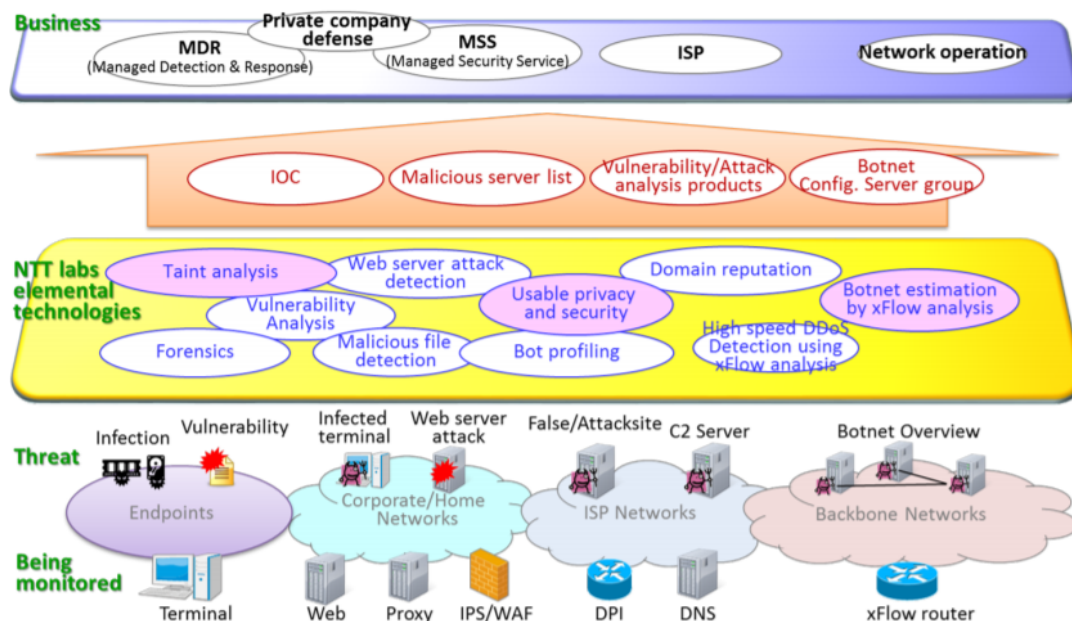 Business
Private company
defense
MDR
(Managed Detection & Response)
MSS
(Managed Security Service)
ISP
Network operation
IOC
Malicious server list
Vulnerability/Attack
analysis products
Botnet
Config. Server group
NTT labs
elemental
technologies
Taint analysis
Web server attack
detection
Domain reputation
Usable privacy
and security
Botnet estimation
by xFlow analysis
Vulnerability
Analysis
Forensics
Malicious file
detection
Bot profiling
High speed DDoS
Detection using
xFlow analysis
Threat
Infection
Vulnerability
Infected
terminal
Web server
attack
False/Attacksite
C2 Server
Botnet Overview
Endpoints
Corporate/Home
Networks
ISP Networks
Backbone Networks
Being
monitored
Terminal
Web
Proxy
IPS/WAF
DPI
DNS
xFlow router